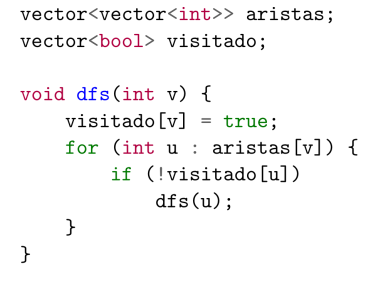 vector<vector<int>> aristas;
vector<bool> visitado;

void dfs(int v) {
    visitado[v] = true;
    for (int u : aristas[v]) {
        if (!visitado[u])
            dfs(u);
    }
}